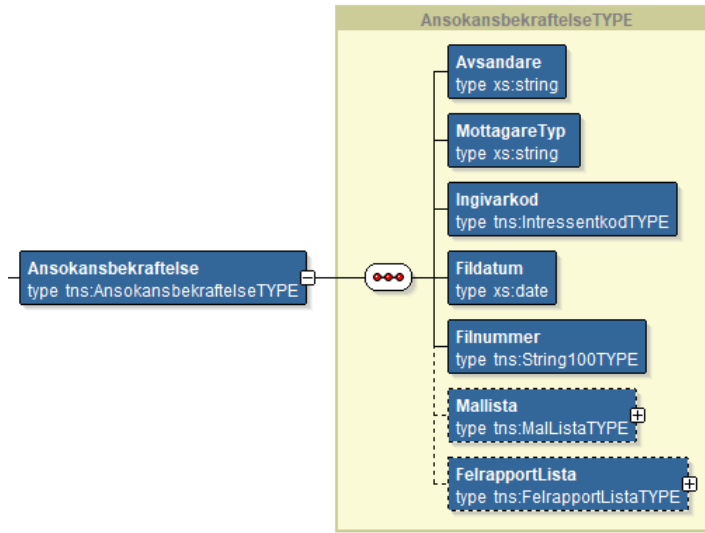 AnsokansbekraftelseTYPE
Avsandare
type xs:string
MottagareTyp
type xs:string
Ingivarkod
type tns:IntressentkodTYPE
Ansokansbekraftelse
type tns:AnsokansbekraftelseTYPE
Fildatum
type xs:date
Filnummer
type tns:String100TYPE
Mallista
type tns:MalListaTYPE
FelrapportLista
type tns:FelrapportListaTYPE